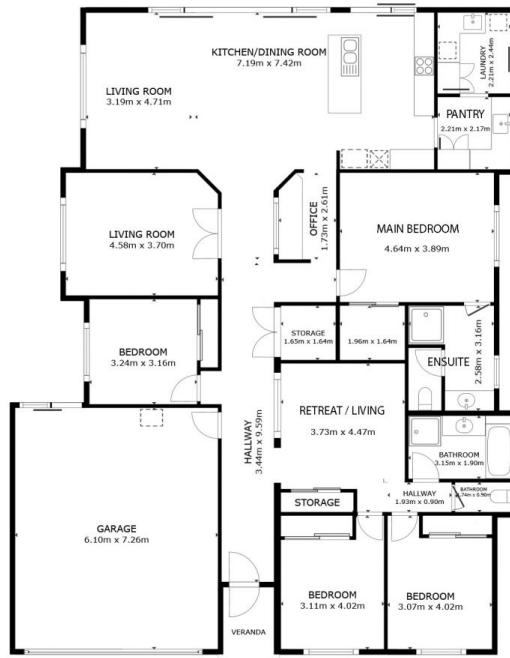 KITCHEN/DINING ROOM
7.19m x 7.42m
LAUNDRY
2.21m x 2.44m
LIVING ROOM
3.19m x 4.71m
PANTRY
2.21m x 2.17m
OFFICE
1.73m x 2.61m
MAIN BEDROOM
4.64m x 3.89m
LIVING ROOM
4.58m x 3.70m
STORAGE
1.65m x 1.64m
1.96m x 1.64m
ENSUITE
2.58m x 3.16m
BEDROOM
3.24m x 3.16m
RETREAT / LIVING
3.73m x 4.47m
HALLWAY
3.44m x 9.59m
BATHROOM
3.15m x 1.90m
BATHROOM
HALLWAY
1.93m x 0.90m
STORAGE
GARAGE
6.10m x 7.26m
BEDROOM
3.11m x 4.02m
BEDROOM
3.07m x 4.02m
VERANDA